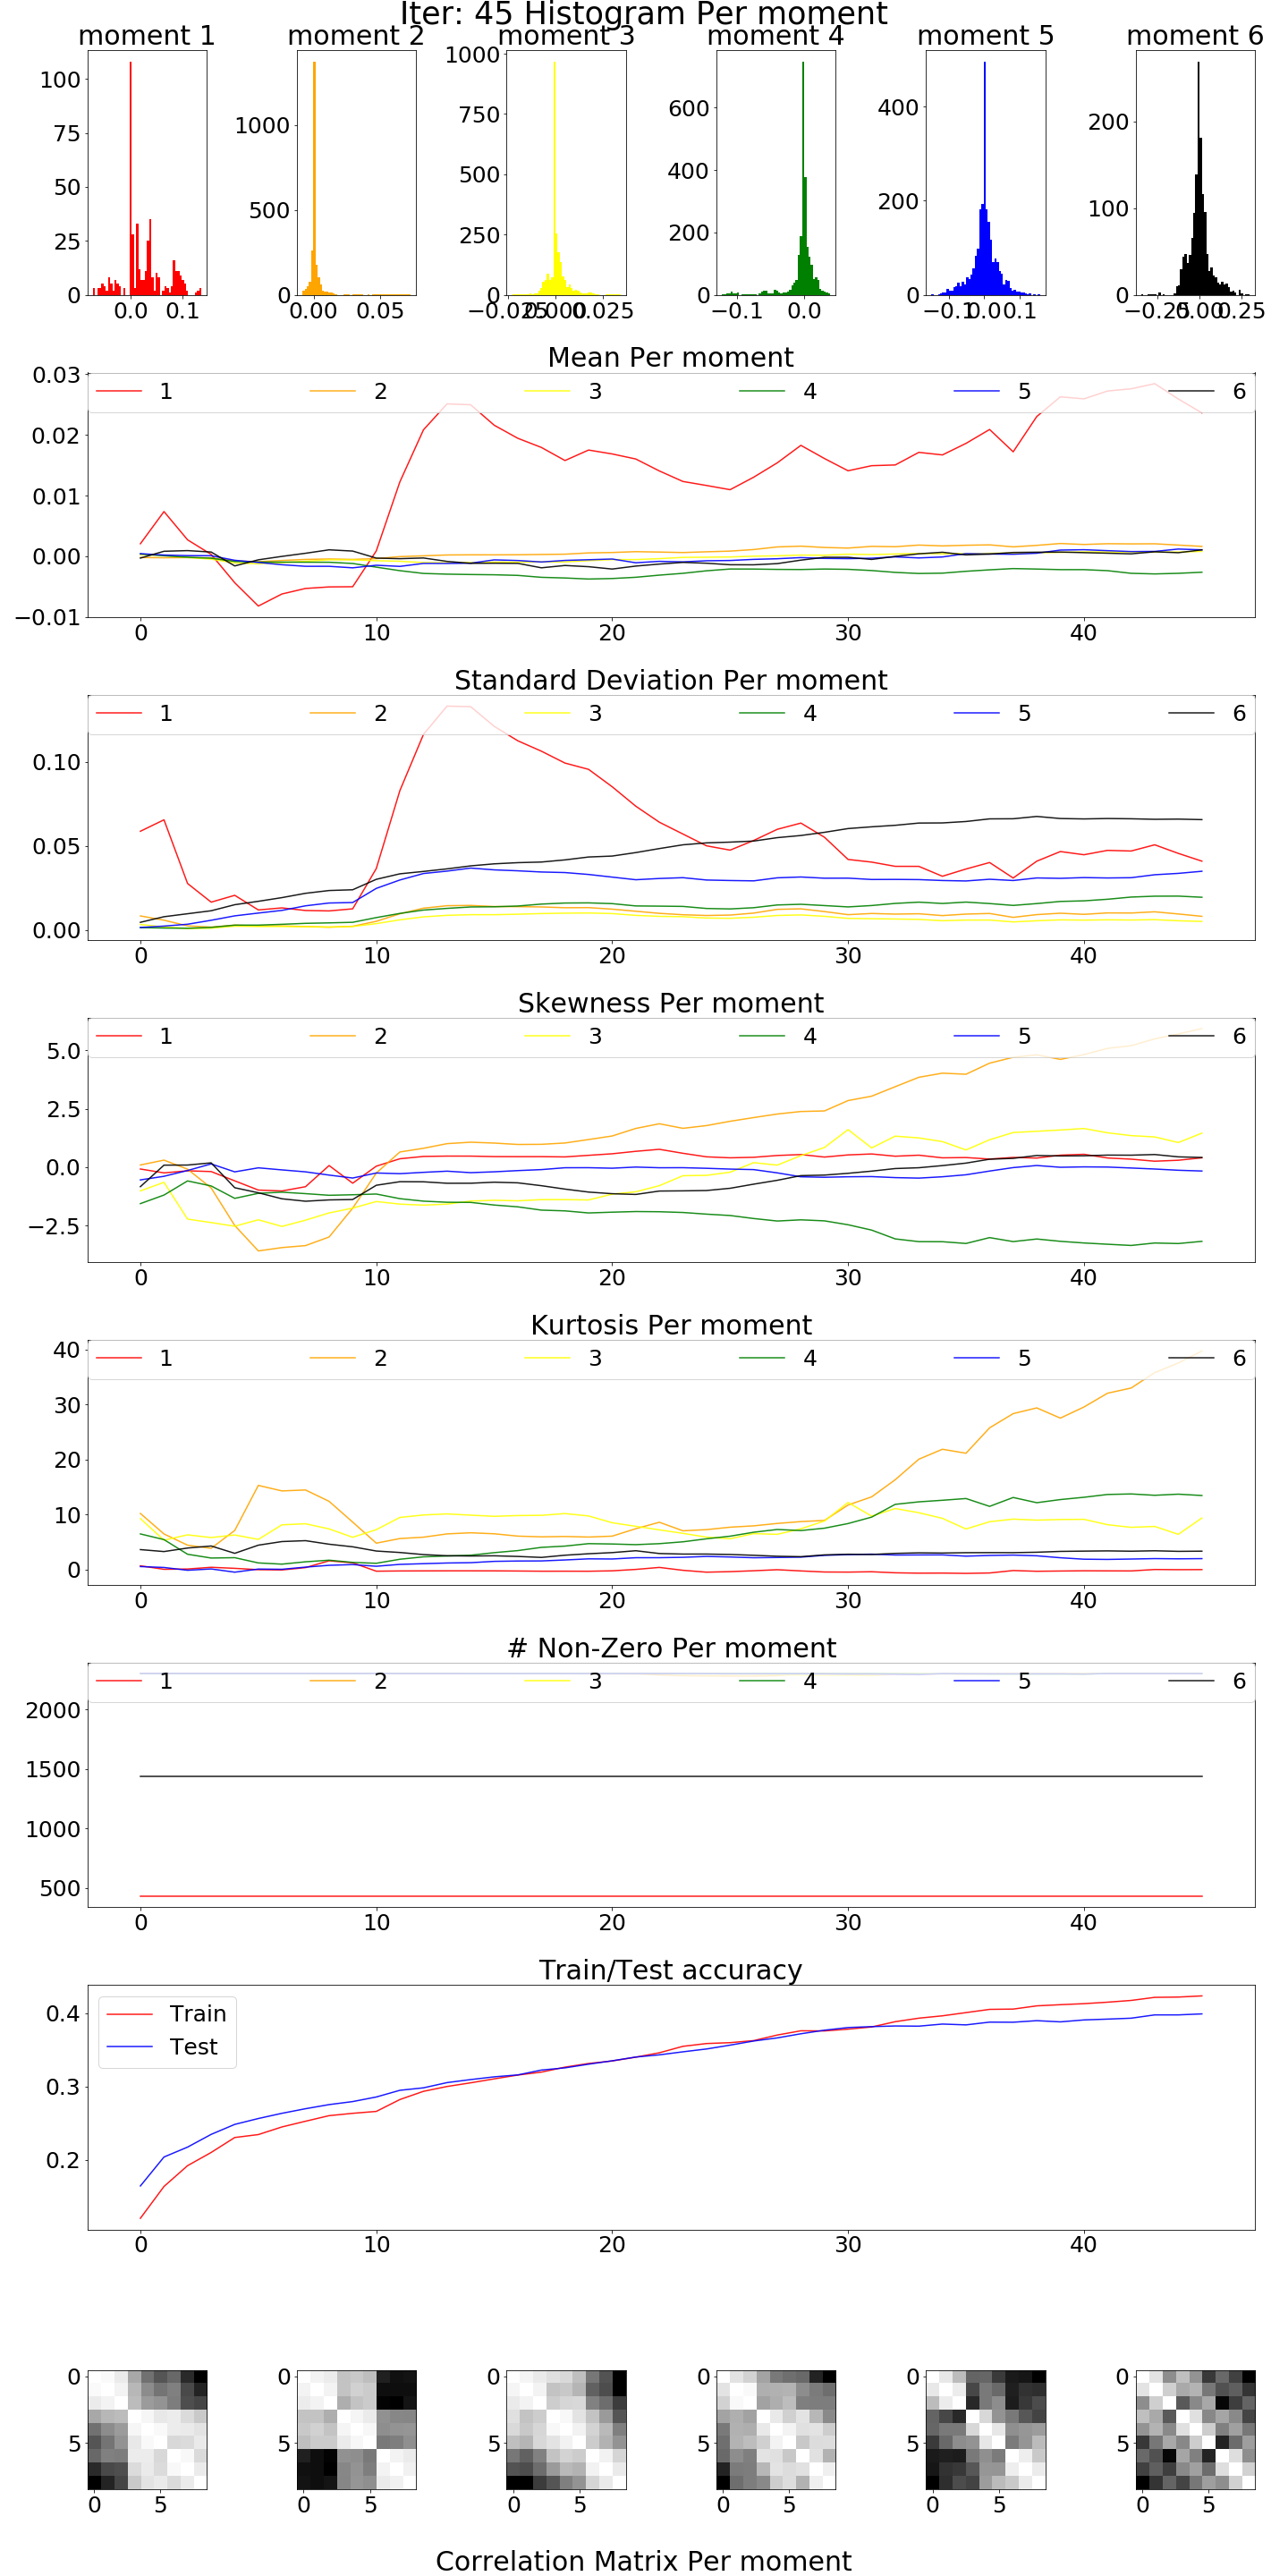 Iter: 45 Histogram Per moment
moment 1 moment 2 moment 3 moment 4 moment 5 moment 6
100
75
50
25
0
0.0 0.1
1000
500
0
0.00 0.05
1000
750
500
250
0
−0.025 0.000 0.025
600
400
200
0
−0.1 0.0
400
200
0
−0.1 0.0 0.1
200
100
0
−0.25 0.00 0.25
Mean Per moment
1 2 3 4 5 6
0.03
0.02
0.01
0.00
−0.01
0 10 20 30 40
Standard Deviation Per moment
1 2 3 4 5 6
0.10
0.05
0.00
0 10 20 30 40
Skewness Per moment
1 2 3 4 5 6
5.0
2.5
0.0
−2.5
0 10 20 30 40
Kurtosis Per moment
1 2 3 4 5 6
40
30
20
10
0
0 10 20 30 40
# Non-Zero Per moment
1 2 3 4 5 6
2000
1500
1000
500
0 10 20 30 40
Train/Test accuracy
Train
Test
0.4
0.3
0.2
0 10 20 30 40
0 0 0 0 0 0
5 5 5 5 5 5
0 5 0 5 0 5 0 5 0 5 0 5
Correlation Matrix Per moment